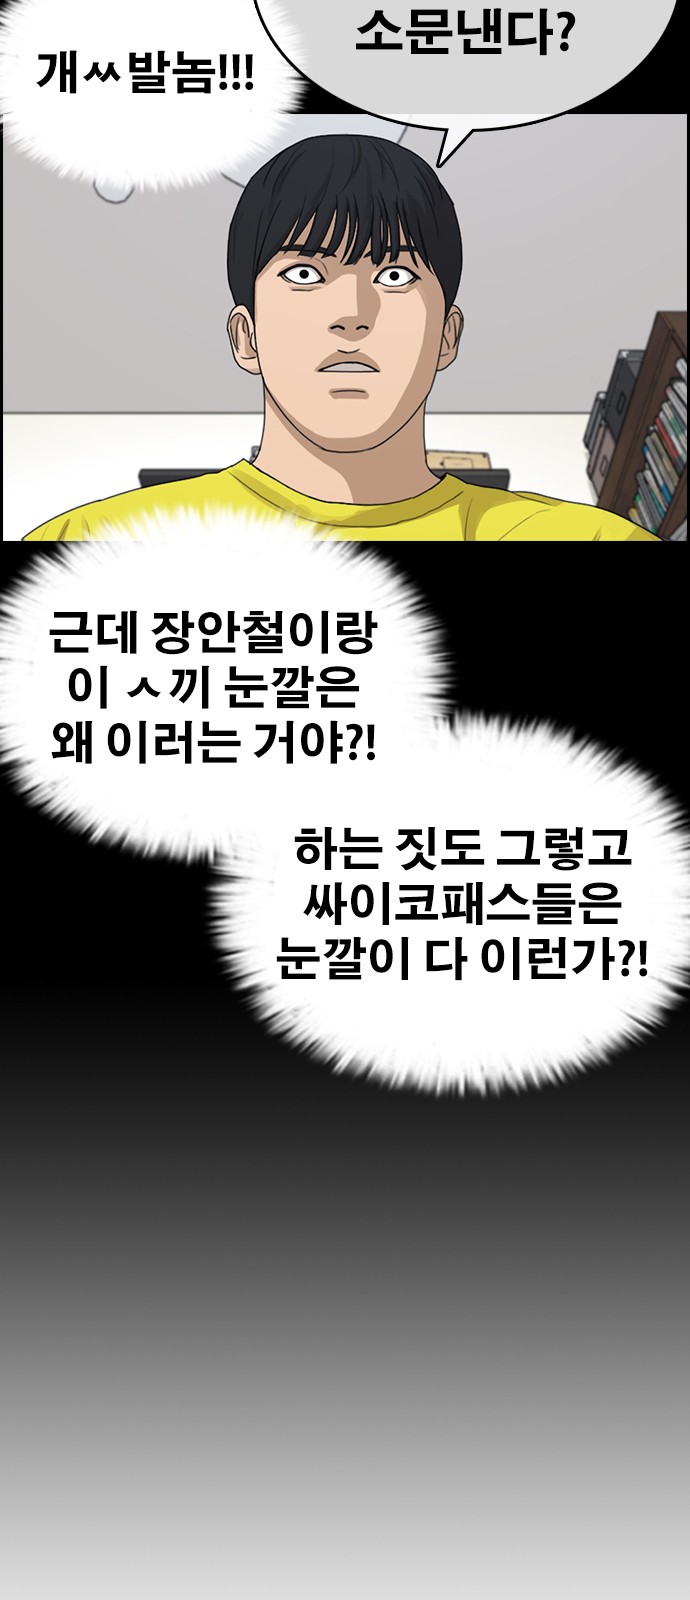 소문낸다?
개ㅆ발놈!!!
근데 장안철이랑
이 ㅅ끼 눈깔은
왜 이러는 거야?!
하는 짓도 그렇고
싸이코패스들은
눈깔이 다 이런가?!